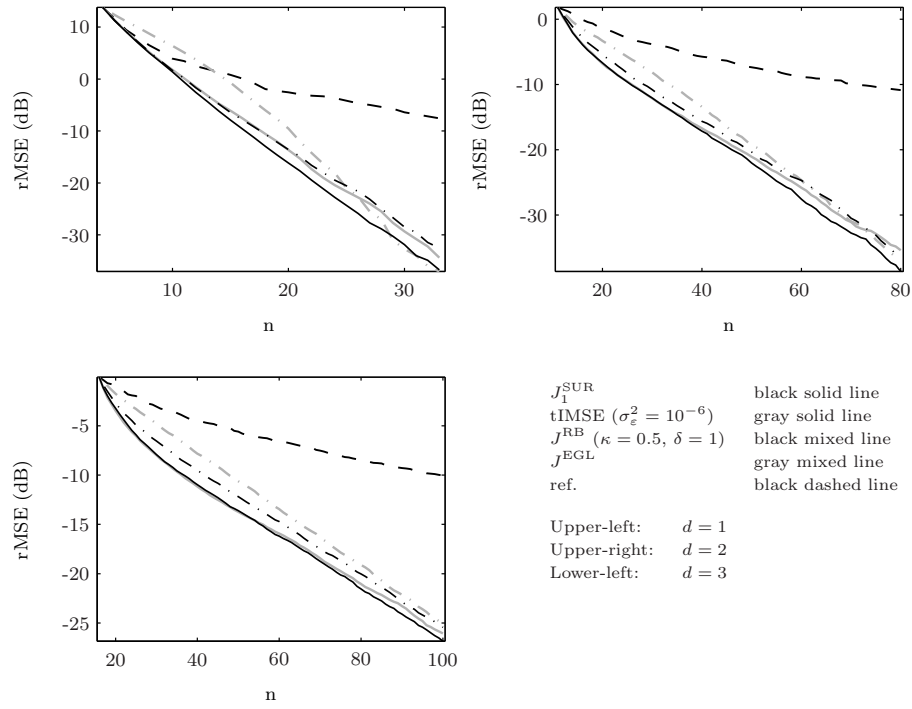 10
0
-10
-20
-30
rMSE (dB)
10 20 30
n
0
-10
-20
-30
rMSE (dB)
20 40 60 80
n
-5
-10
-15
-20
-25
rMSE (dB)
20 40 60 80 100
n
J₁^SUR black solid line
tIMSE (σ_ε² = 10⁻⁶) gray solid line
J^RB (κ = 0.5, δ = 1) black mixed line
J^EGL gray mixed line
ref. black dashed line
Upper-left: d = 1
Upper-right: d = 2
Lower-left: d = 3